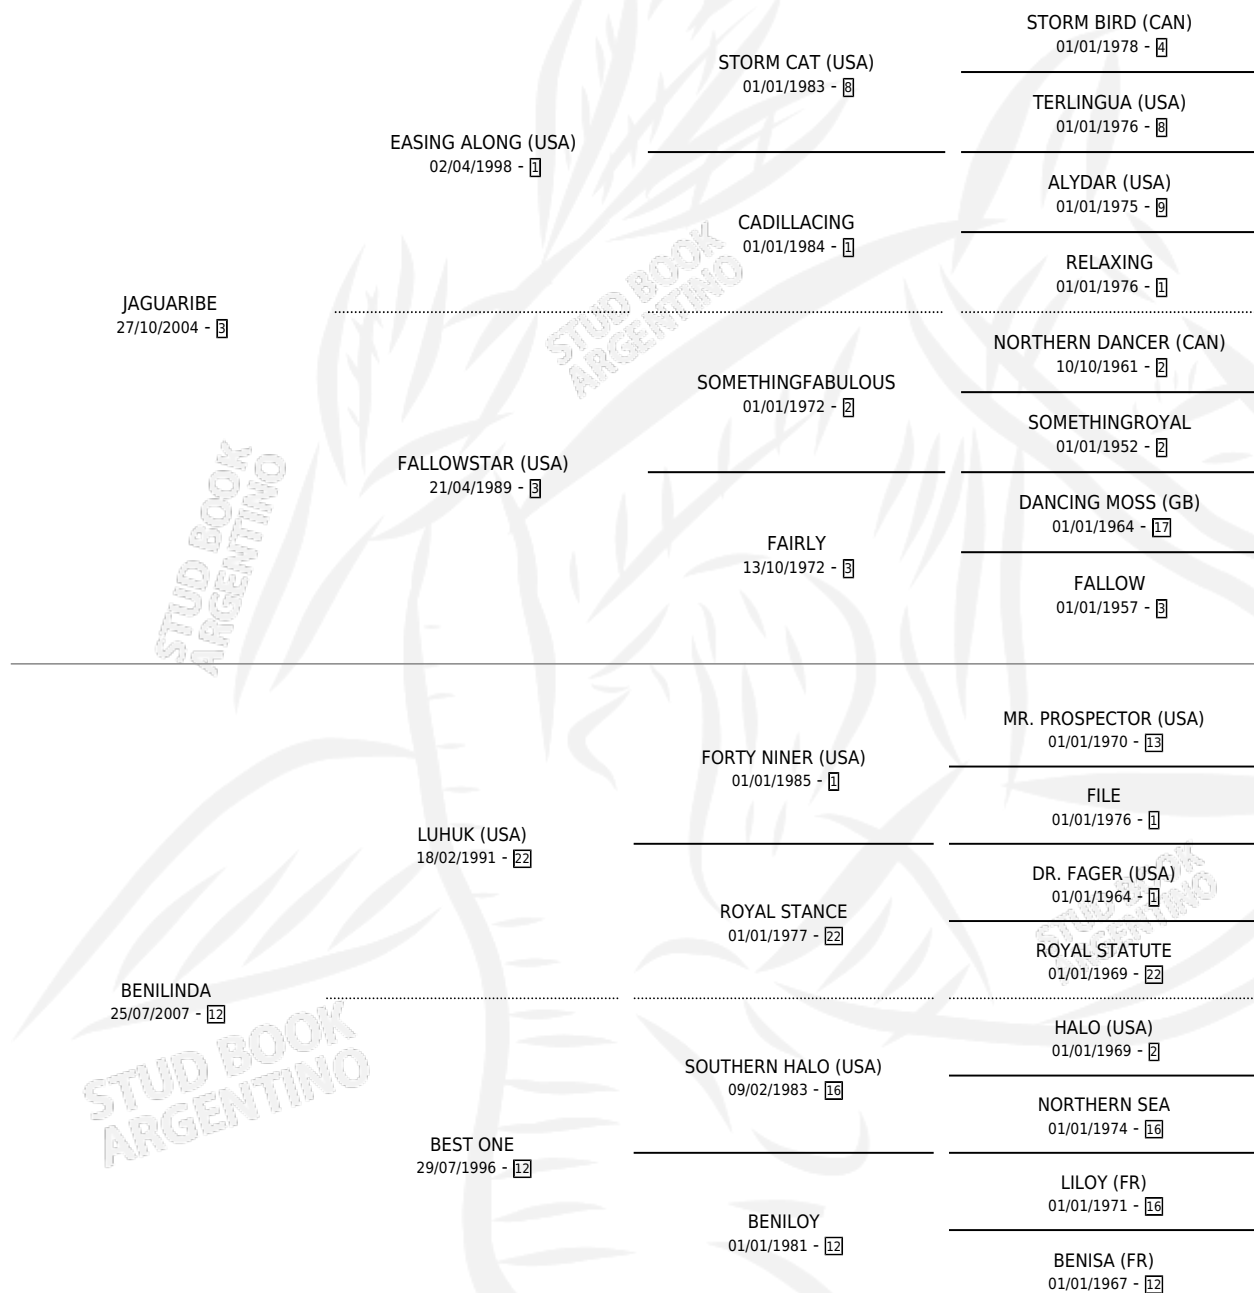 STORM BIRD (CAN)
01/01/1978 - 4
STORM CAT (USA)
01/01/1983 - 8
TERLINGUA (USA)
01/01/1976 - 8
EASING ALONG (USA)
02/04/1998 - 1
ALYDAR (USA)
01/01/1975 - 9
CADILLACING
01/01/1984 - 1
RELAXING
01/01/1976 - 1
JAGUARIBE
27/10/2004 - 3
NORTHERN DANCER (CAN)
10/10/1961 - 2
SOMETHINGFABULOUS
01/01/1972 - 2
SOMETHINGROYAL
01/01/1952 - 2
FALLOWSTAR (USA)
21/04/1989 - 3
DANCING MOSS (GB)
01/01/1964 - 17
FAIRLY
13/10/1972 - 3
FALLOW
01/01/1957 - 3
STUD BOOK
ARGENTINO
STUD BOOK
ARGENTINO
MR. PROSPECTOR (USA)
01/01/1970 - 13
FORTY NINER (USA)
01/01/1985 - 1
FILE
01/01/1976 - 1
LUHUK (USA)
18/02/1991 - 22
DR. FAGER (USA)
01/01/1964 - 1
ROYAL STANCE
01/01/1977 - 22
ROYAL STATUTE
01/01/1969 - 22
BENILINDA
25/07/2007 - 12
HALO (USA)
01/01/1969 - 2
SOUTHERN HALO (USA)
09/02/1983 - 16
NORTHERN SEA
01/01/1974 - 16
BEST ONE
29/07/1996 - 12
LILOY (FR)
01/01/1971 - 16
BENILOY
01/01/1981 - 12
BENISA (FR)
01/01/1967 - 12
STUD BOOK
ARGENTINO
STUD BOOK
ARGENTINO